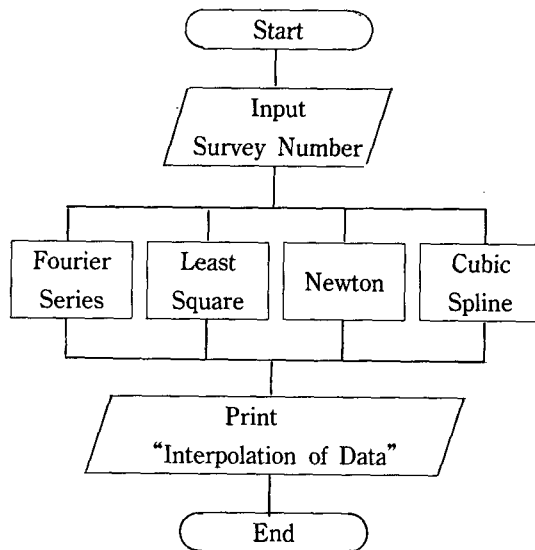 Start
Input
Survey Number
Fourier
Series
Least
Square
Newton
Cubic
Spline
Print
“Interpolation of Data”
End